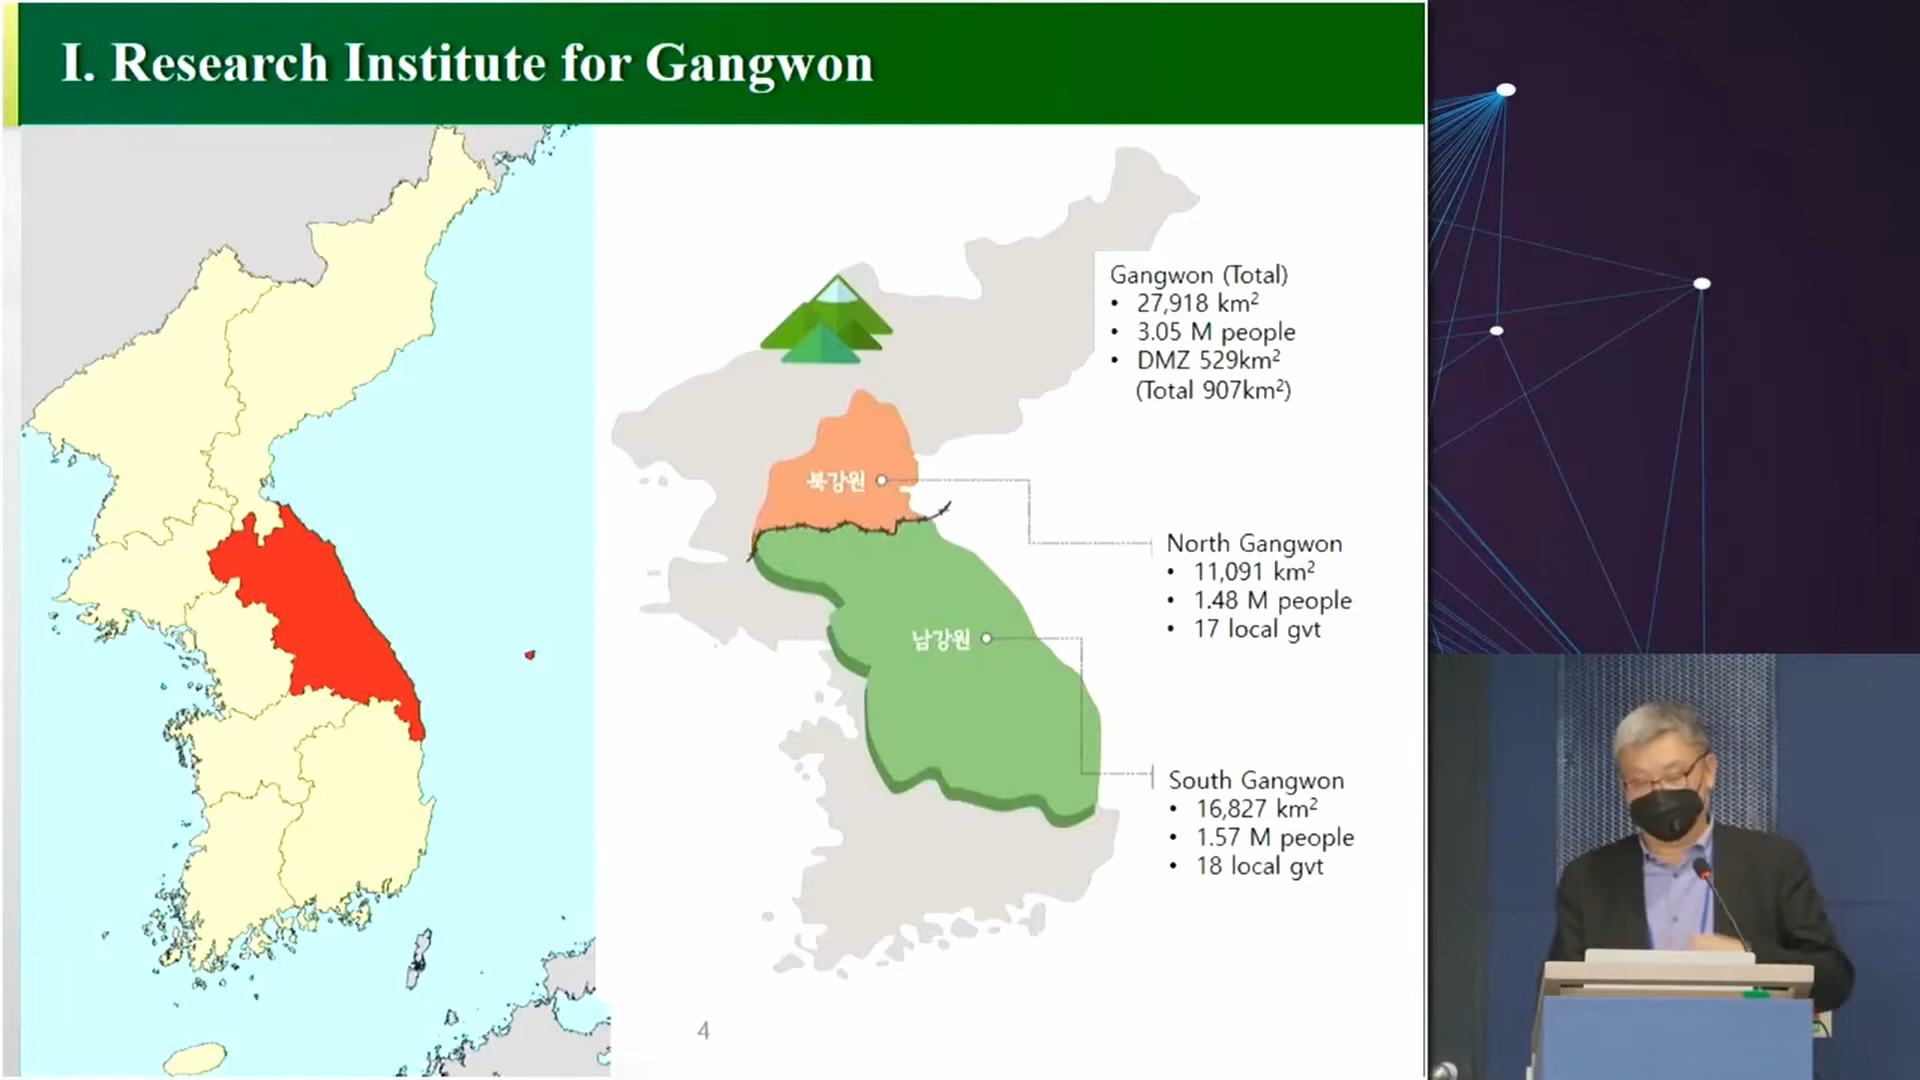 I. Research Institute for Gangwon
Gangwon (Total)
• 27,918 km²
• 3.05 M people
• DMZ 529km²
(Total 907km²)
북강원
North Gangwon
• 11,091 km²
• 1.48 M people
• 17 local gvt
남강원
South Gangwon
• 16,827 km²
• 1.57 M people
• 18 local gvt
4